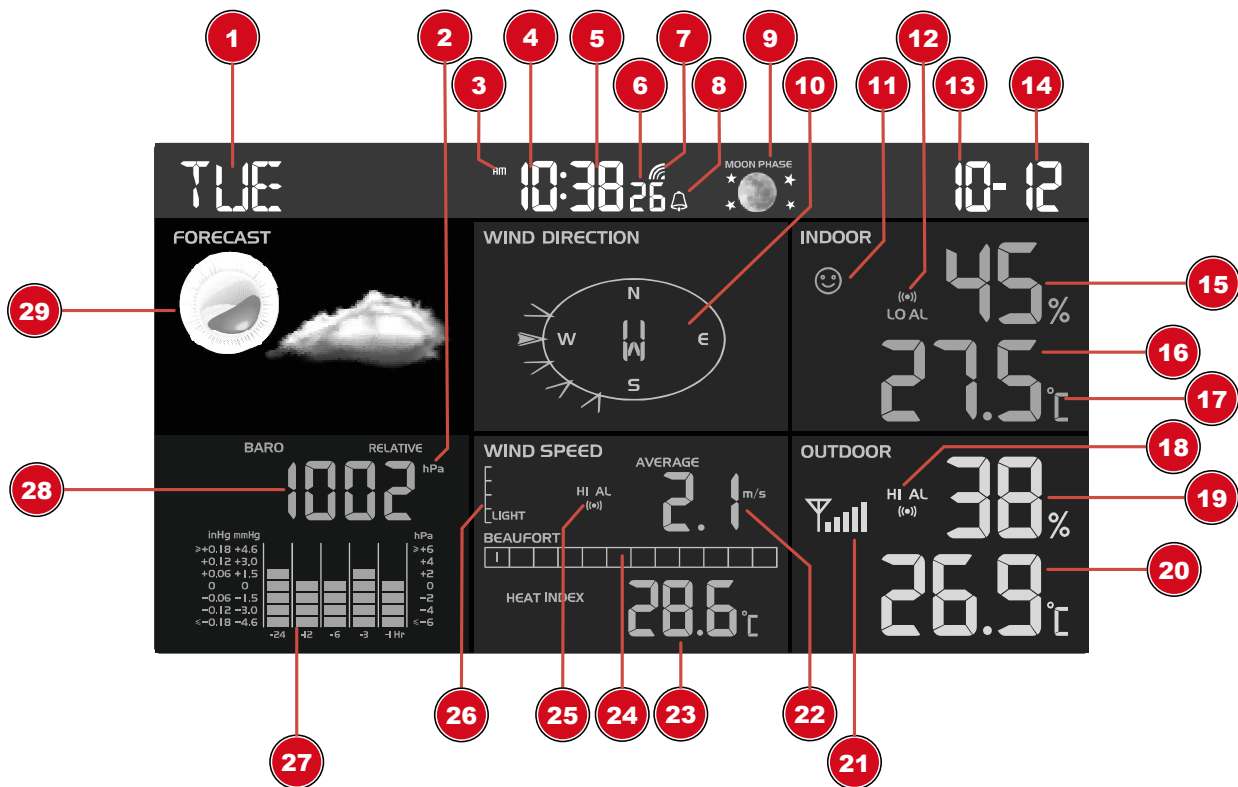 1 2 3 4 5 6 7 8 9 10 11 12 13 14
TUE AM 10:38 26 MOON PHASE 10-12
FORECAST
WIND DIRECTION
N
W W E
S
INDOOR
45 %
LO AL
27.5 °C
29
15
16
17
BARO RELATIVE
1002 hPa
28
inHg mmHg hPa
≥+0.18 +4.6 ≥+6
+0.12 +3.0 +4
+0.06 +1.5 +2
0 0 0
-0.06 -1.5 -2
-0.12 -3.0 -4
≤-0.18 -4.6 ≤-6
-24 -12 -6 -3 -1 Hr
WIND SPEED
AVERAGE
HI AL
2.1 m/s
LIGHT
BEAUFORT
1
HEAT INDEX
28.6 °C
OUTDOOR
HI AL
38 %
26.9 °C
18
19
20
26 25 24 23 22
27 21